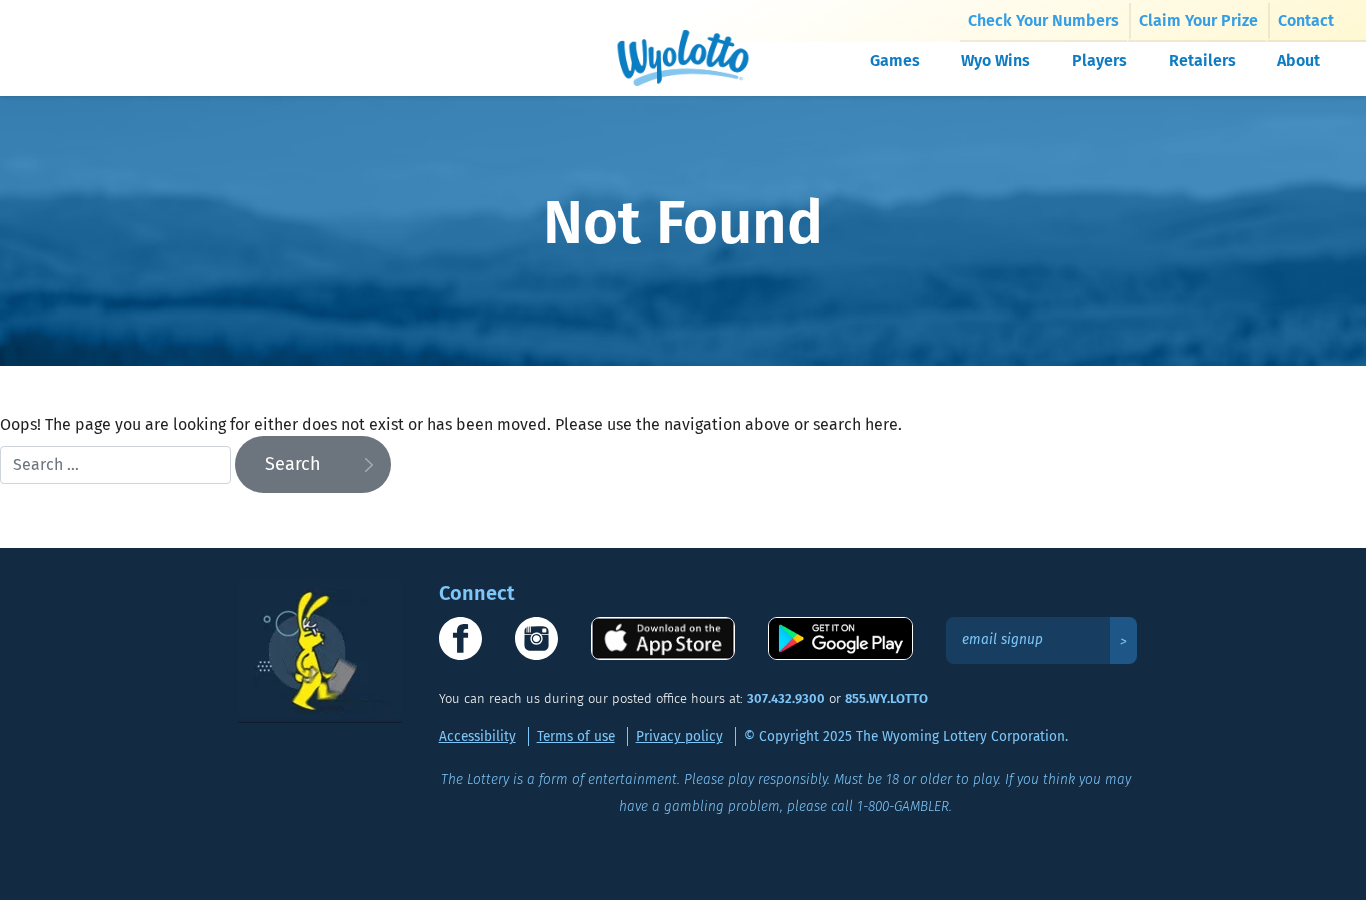 Check Your Numbers
Claim Your Prize
Contact
Wyolotto
Games
Wyo Wins
Players
Retailers
About
Not Found
Oops! The page you are looking for either does not exist or has been moved. Please use the navigation above or search here.
Search ...
Search
Connect
Download on the
App Store
GET IT ON
Google Play
email signup
>
You can reach us during our posted office hours at: 307.432.9300 or 855.WY.LOTTO
Accessibility
Terms of use
Privacy policy
© Copyright 2025 The Wyoming Lottery Corporation.
The Lottery is a form of entertainment. Please play responsibly. Must be 18 or older to play. If you think you may
have a gambling problem, please call 1-800-GAMBLER.